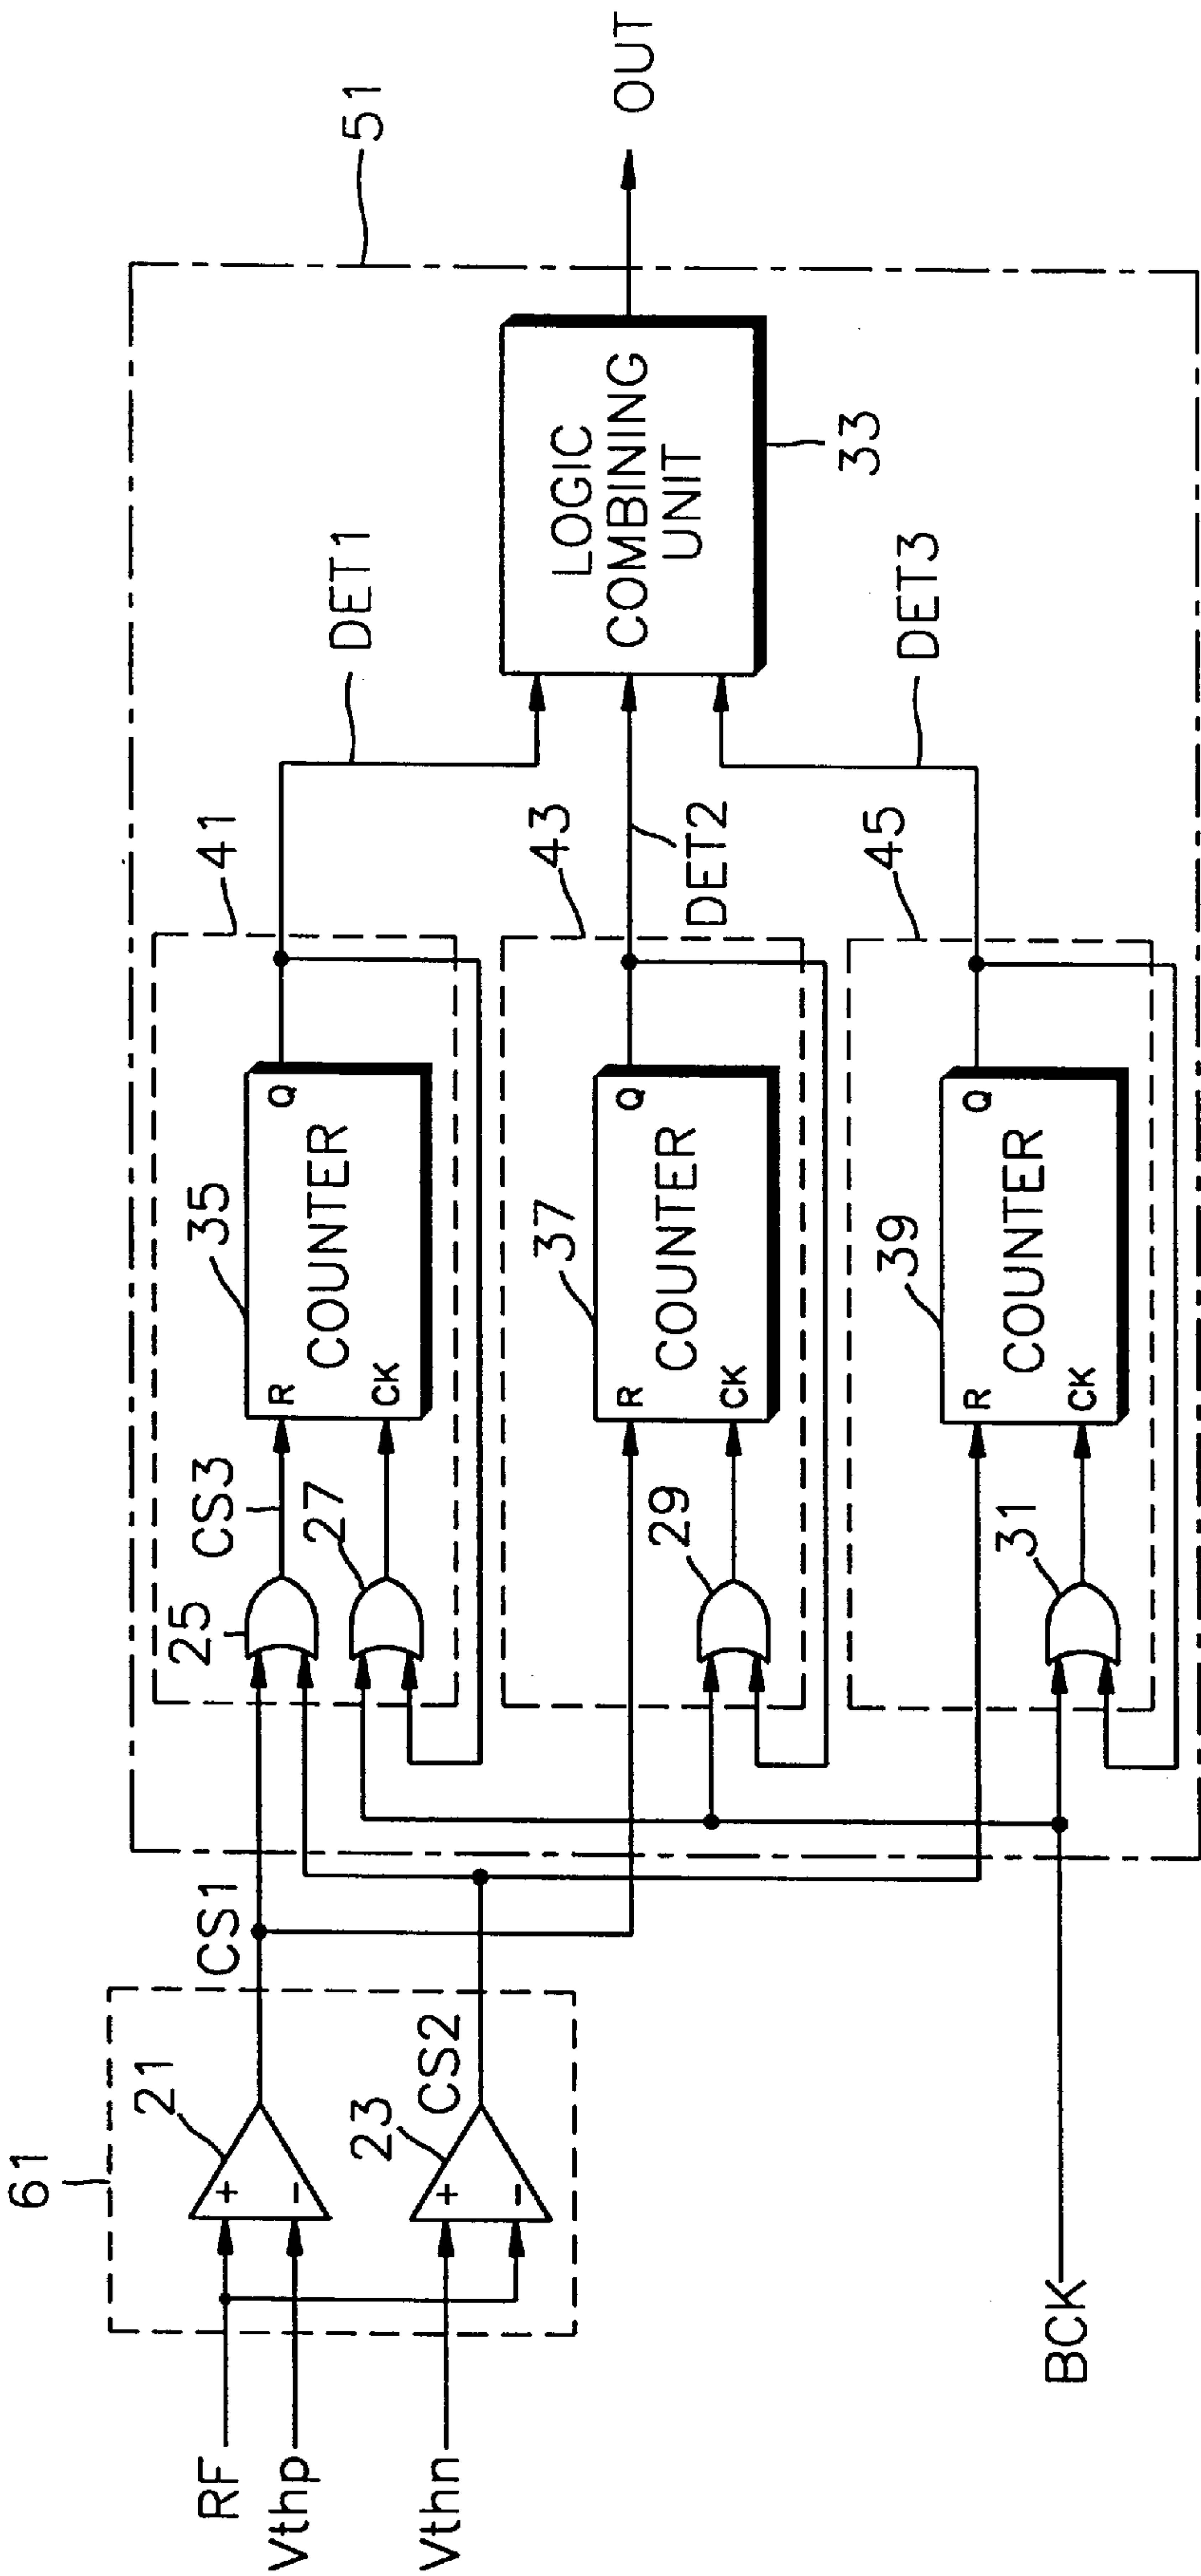 61
21
+
-
23
+
-
RF
Vthp
Vthn
CS1
CS2
BCK
51
41
25
CS3
27
35
R
CK
COUNTER
Q
DET1
43
29
37
R
CK
COUNTER
Q
DET2
45
31
39
R
CK
COUNTER
Q
DET3
LOGIC
COMBINING
UNIT
33
OUT